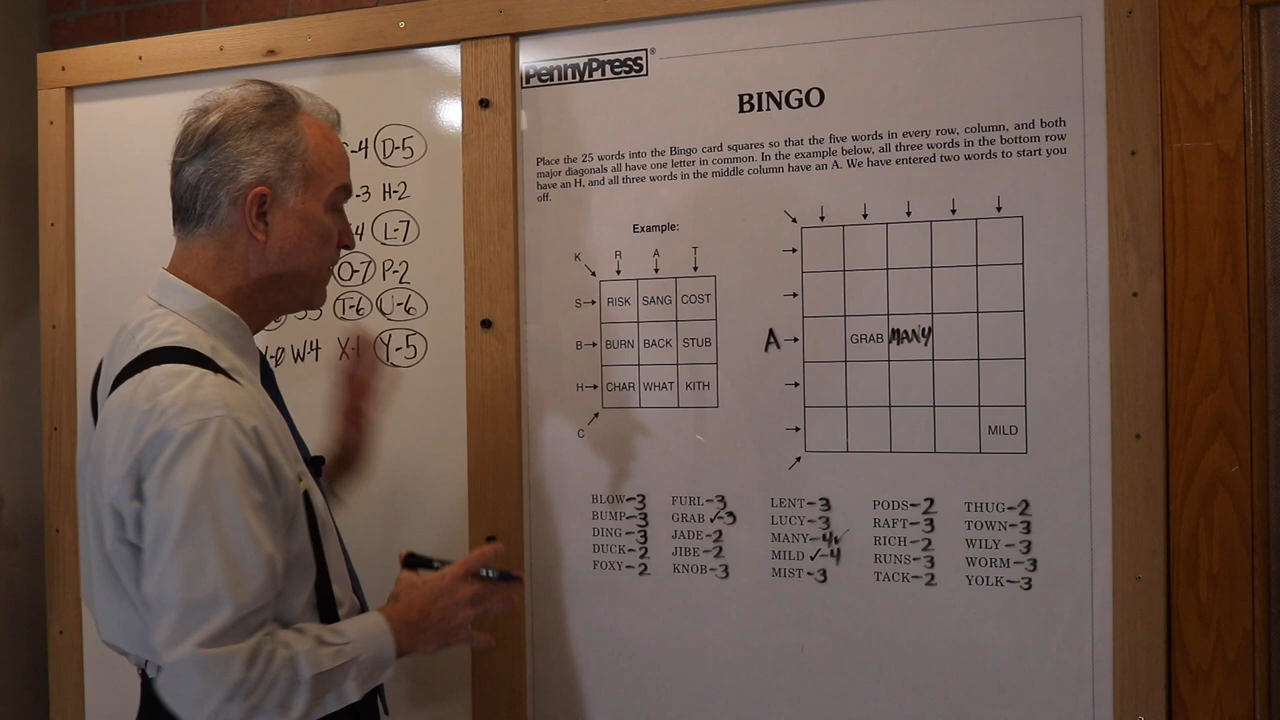 PennyPress®
BINGO
Place the 25 words into the Bingo card squares so that the five words in every row, column, and both
major diagonals all have one letter in common. In the example below, all three words in the bottom row
have an H, and all three words in the middle column have an A. We have entered two words to start you
off.
-4 D-5
-3 H-2
4 L-7
O-7 P-2
T-6 U-6
W-4 X-1 Y-5
Example:
K R A T
S RISK SANG COST
B BURN BACK STUB
H CHAR WHAT KITH
C
A GRAB MANY
MILD
BLOW-3 FURL-3 LENT-3 PODS-2 THUG-2
BUMP-3 GRAB ✓-3 LUCY-3 RAFT-3 TOWN-3
DING-3 JADE-2 MANY-4✓ RICH-2 WILY-3
DUCK-2 JIBE-2 MILD ✓-4 RUNS-3 WORM-3
FOXY-2 KNOB-3 MIST-3 TACK-2 YOLK-3